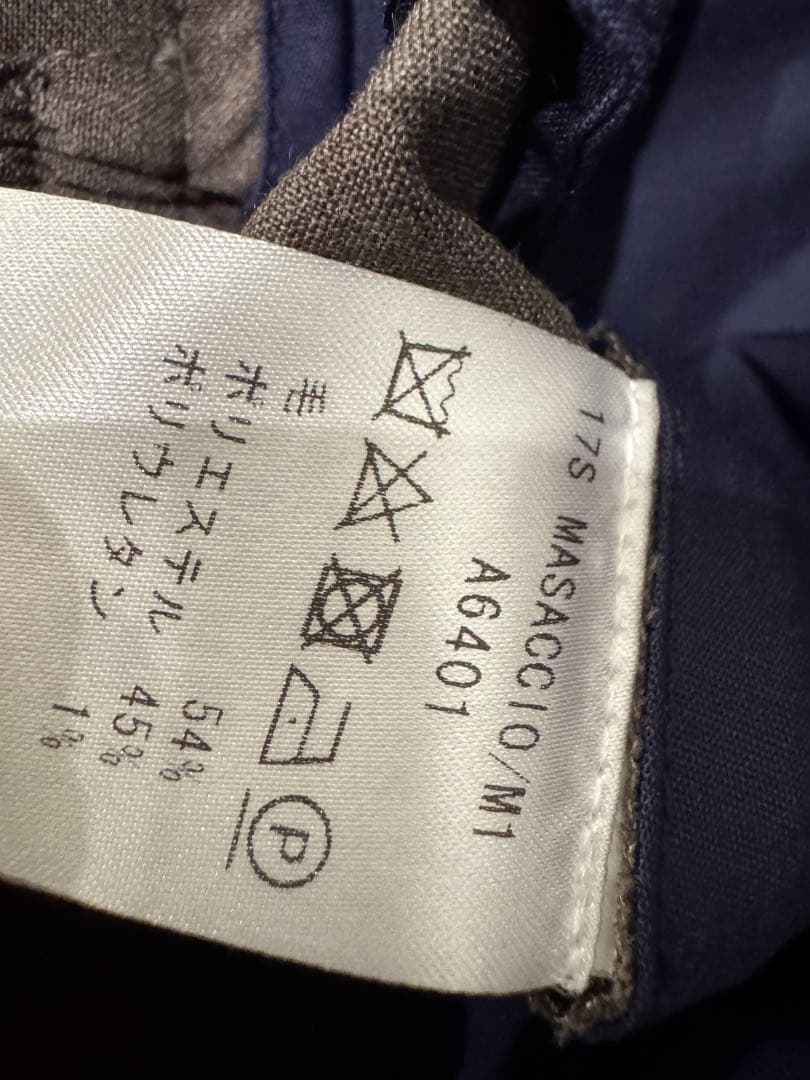 17S MASACCIO/M1
A6401
P
毛 54%
ポリエステル 45%
ポリウレタン 1%